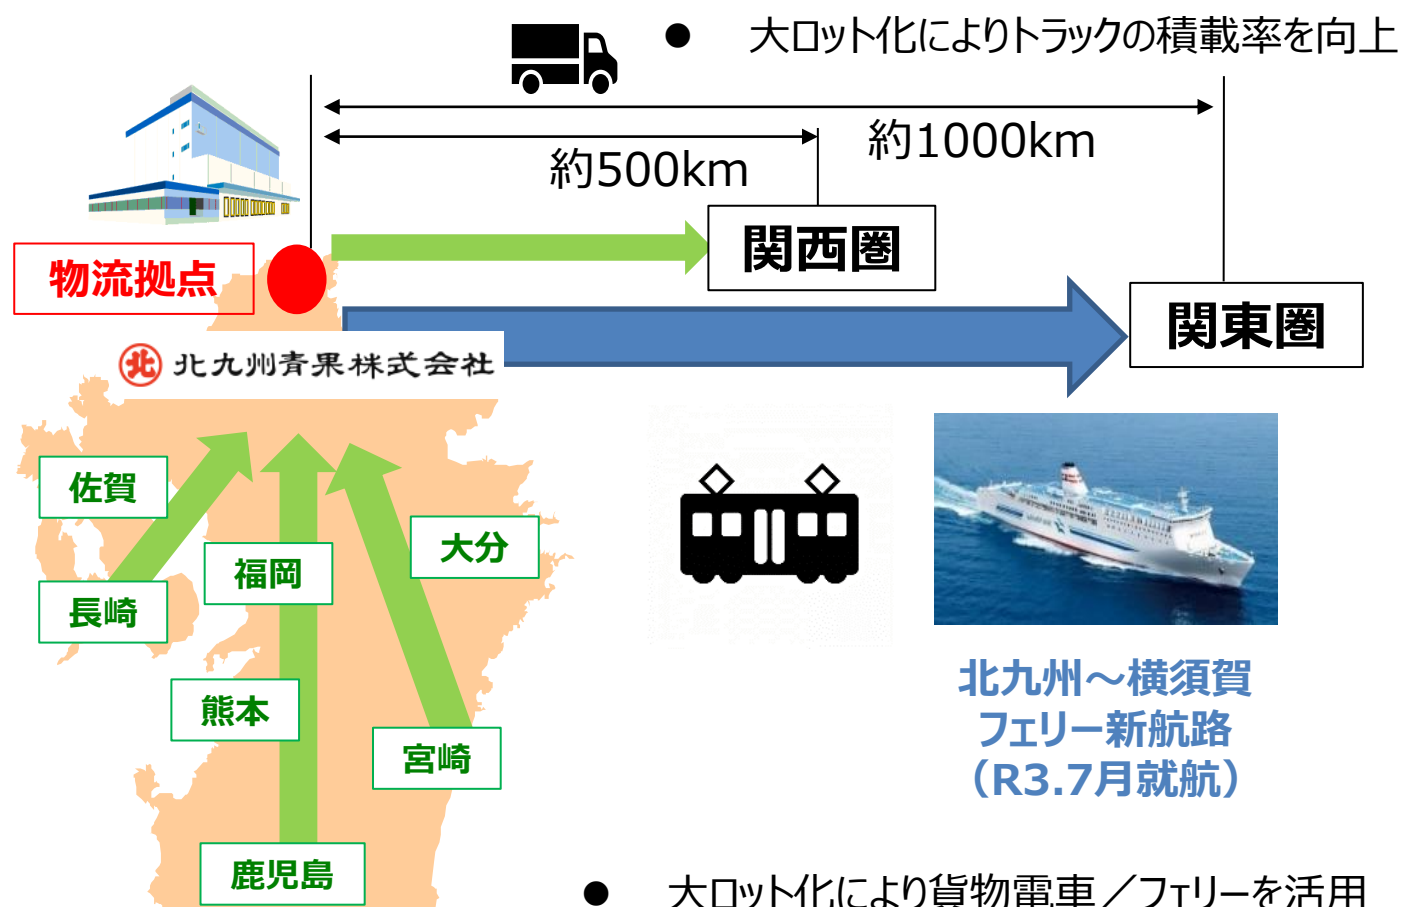 ● 大ロット化によりトラックの積載率を向上
約1000km
約500km
関西圏
物流拠点
関東圏
北 北九州青果株式会社
佐賀
大分
福岡
長崎
熊本
宮崎
北九州～横須賀
フェリー新航路
（R3.7月就航）
鹿児島
● 大ロット化により貨物電車／フェリーを活用